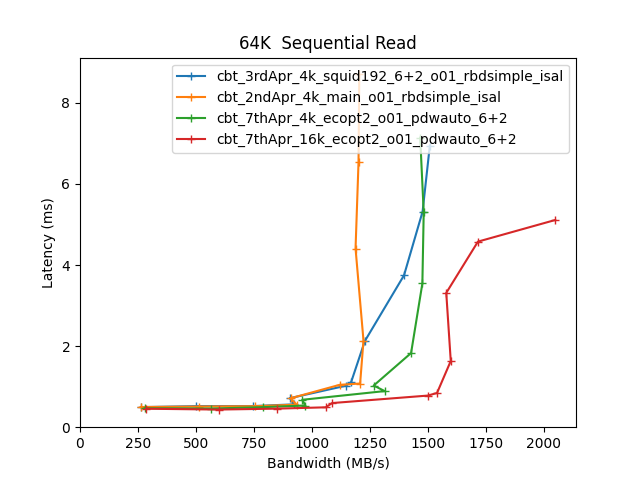 64K  Sequential Read
cbt_3rdApr_4k_squid192_6+2_o01_rbdsimple_isal
cbt_2ndApr_4k_main_o01_rbdsimple_isal
cbt_7thApr_4k_ecopt2_o01_pdwauto_6+2
cbt_7thApr_16k_ecopt2_o01_pdwauto_6+2
8
6
4
2
0
Latency (ms)
0 250 500 750 1000 1250 1500 1750 2000
Bandwidth (MB/s)